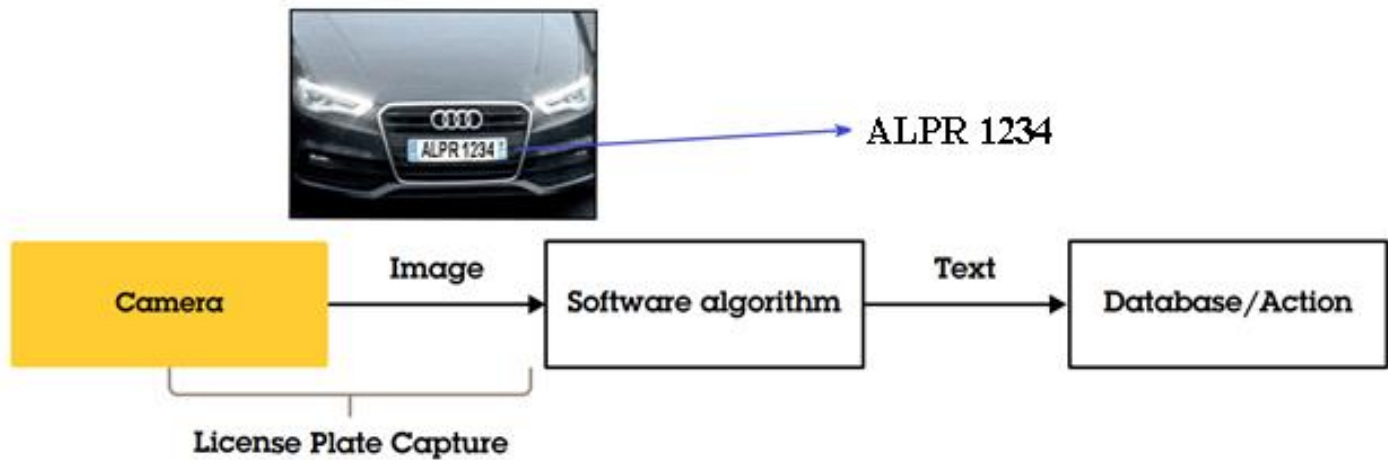 ALPR 1234
ALPR 1234
Image
Text
Camera
Software algorithm
Database/Action
License Plate Capture